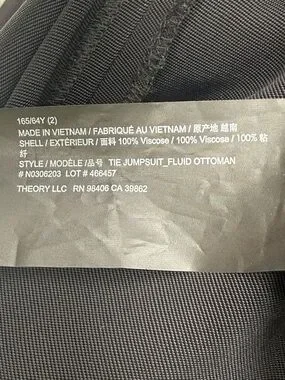 165/64Y (2)
MADE IN VIETNAM / FABRIQUÉ AU VIETNAM / 原产地 越南
SHELL / EXTÉRIEUR / 面料 100% Viscose / 100% Viscose / 100% 粘
纤
STYLE / MODÈLE /品号 TIE JUMPSUIT_FLUID OTTOMAN
# N0306203 LOT # 466457
THEORY LLC RN 98406 CA 39662